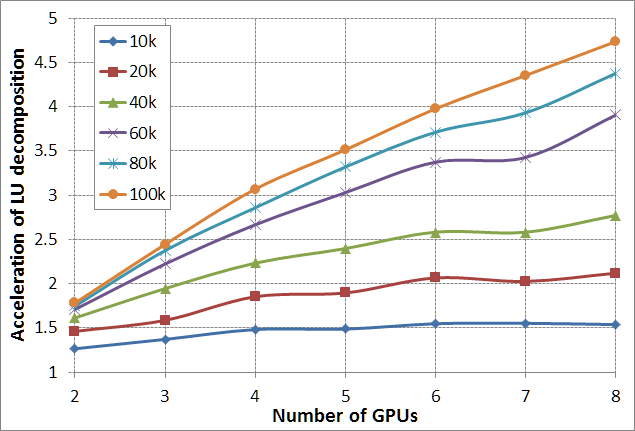 Acceleration of LU decomposition
5
4.5
4
3.5
3
2.5
2
1.5
1
10k
20k
40k
60k
80k
100k
2 3 4 5 6 7 8
Number of GPUs